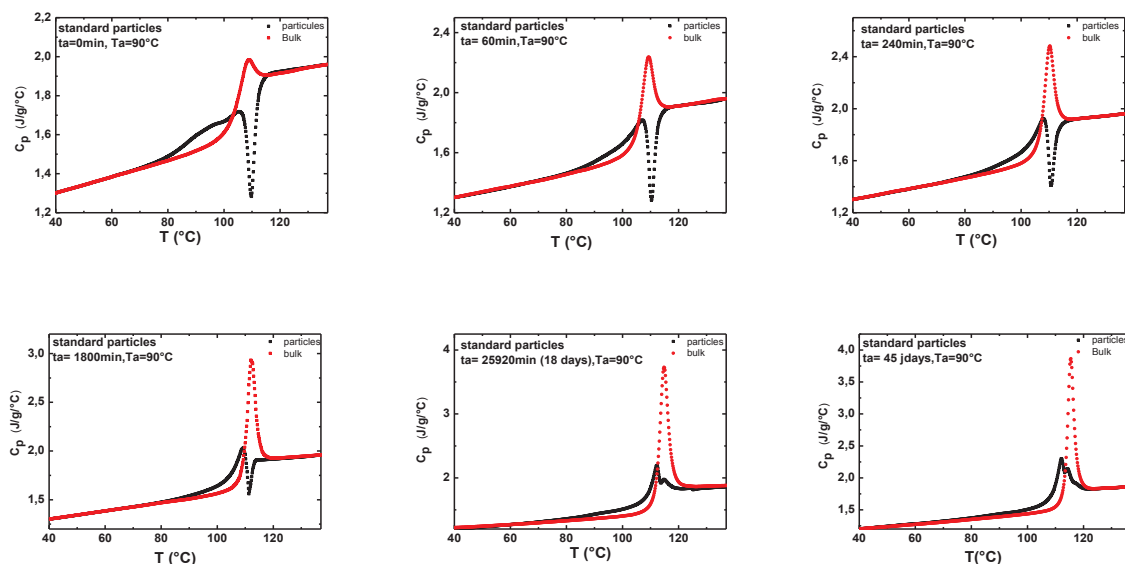 standard particles
ta=0min, Ta=90°C
particules
Bulk
2,2
2,0
1,8
1,6
1,4
1,2
Cp (J/g/°C)
40 60 80 100 120
T (°C)
standard particles
ta= 60min,Ta=90°C
particles
bulk
2,4
2,0
1,6
1,2
Cp (J/g/°C)
40 60 80 100 120
T (°C)
standard particles
ta= 240min,Ta=90°C
particles
bulk
2,4
2,0
1,6
1,2
Cp (J/g/°C)
40 60 80 100 120
T (°C)
standard particles
ta= 1800min,Ta=90°C
particles
bulk
3,0
2,5
2,0
1,5
Cp (J/g/°C)
40 60 80 100 120
T (°C)
standard particles
ta= 25920min (18 days),Ta=90°C
particles
bulk
4
3
2
Cp (J/g/°C)
40 60 80 100 120
T (°C)
standard particles
ta= 45 jdays,Ta=90°C
particles
Bulk
4,0
3,5
3,0
2,5
2,0
1,5
Cp (J/g/°C)
40 60 80 100 120
T(°C)